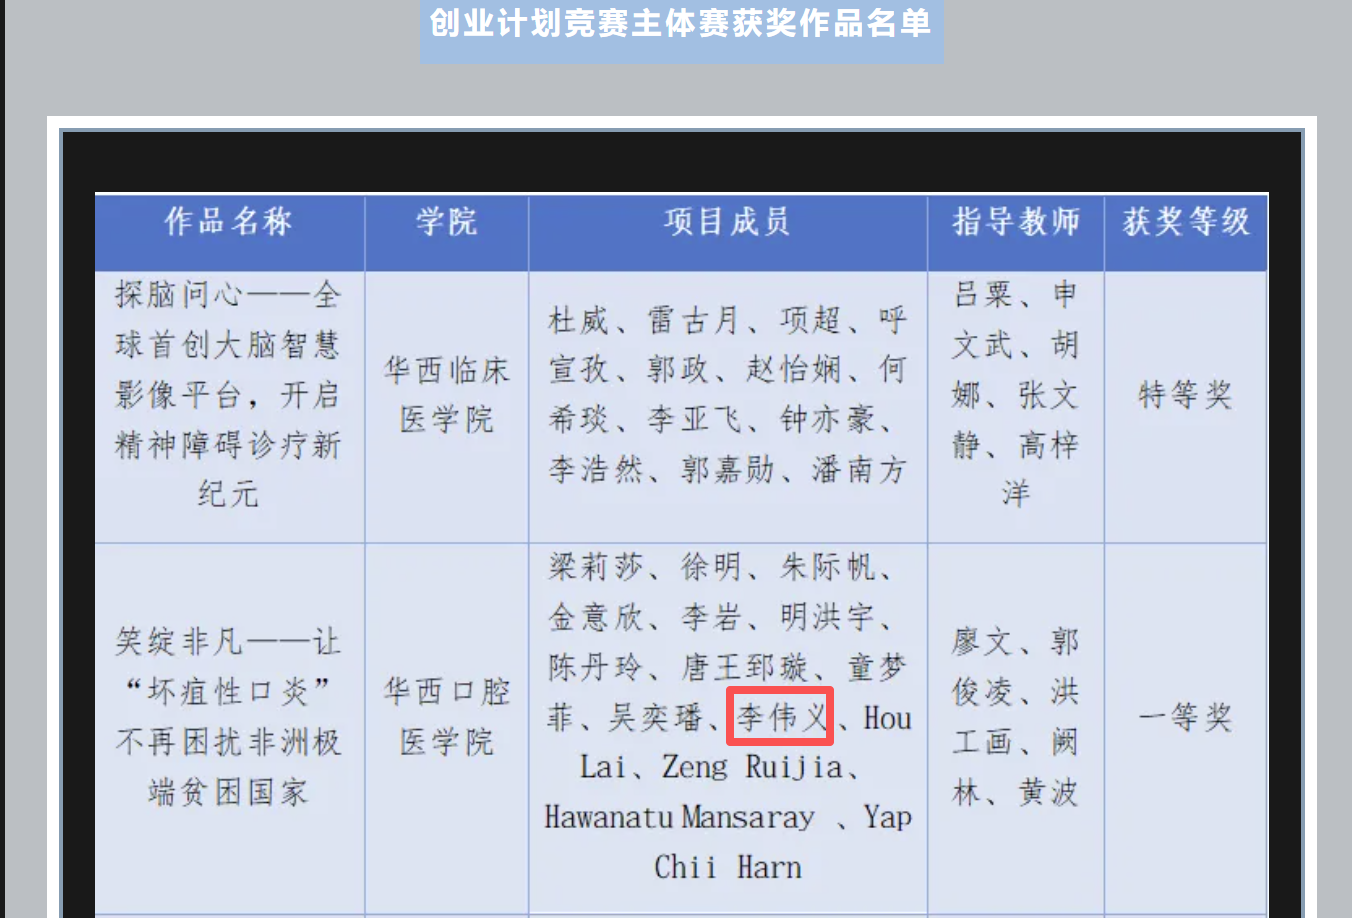 创业计划竞赛主体赛获奖作品名单
作品名称 学院 项目成员 指导教师 获奖等级
探脑问心——全
球首创大脑智慧
影像平台，开启
精神障碍诊疗新
纪元
华西临床
医学院
杜威、雷古月、项超、呼
宣孜、郭政、赵怡娴、何
希琰、李亚飞、钟亦豪、
李浩然、郭嘉勋、潘南方
吕粟、申
文武、胡
娜、张文
静、高梓
洋
特等奖
笑绽非凡——让
“坏疽性口炎”
不再困扰非洲极
端贫困国家
华西口腔
医学院
梁莉莎、徐明、朱际帆、
金意欣、李岩、明洪宇、
陈丹玲、唐王郅璇、童梦
菲、吴奕璠、李伟义、Hou
Lai、Zeng Ruijia、
Hawanatu Mansaray 、Yap
Chii Harn
廖文、郭
俊凌、洪
工画、阙
林、黄波
一等奖